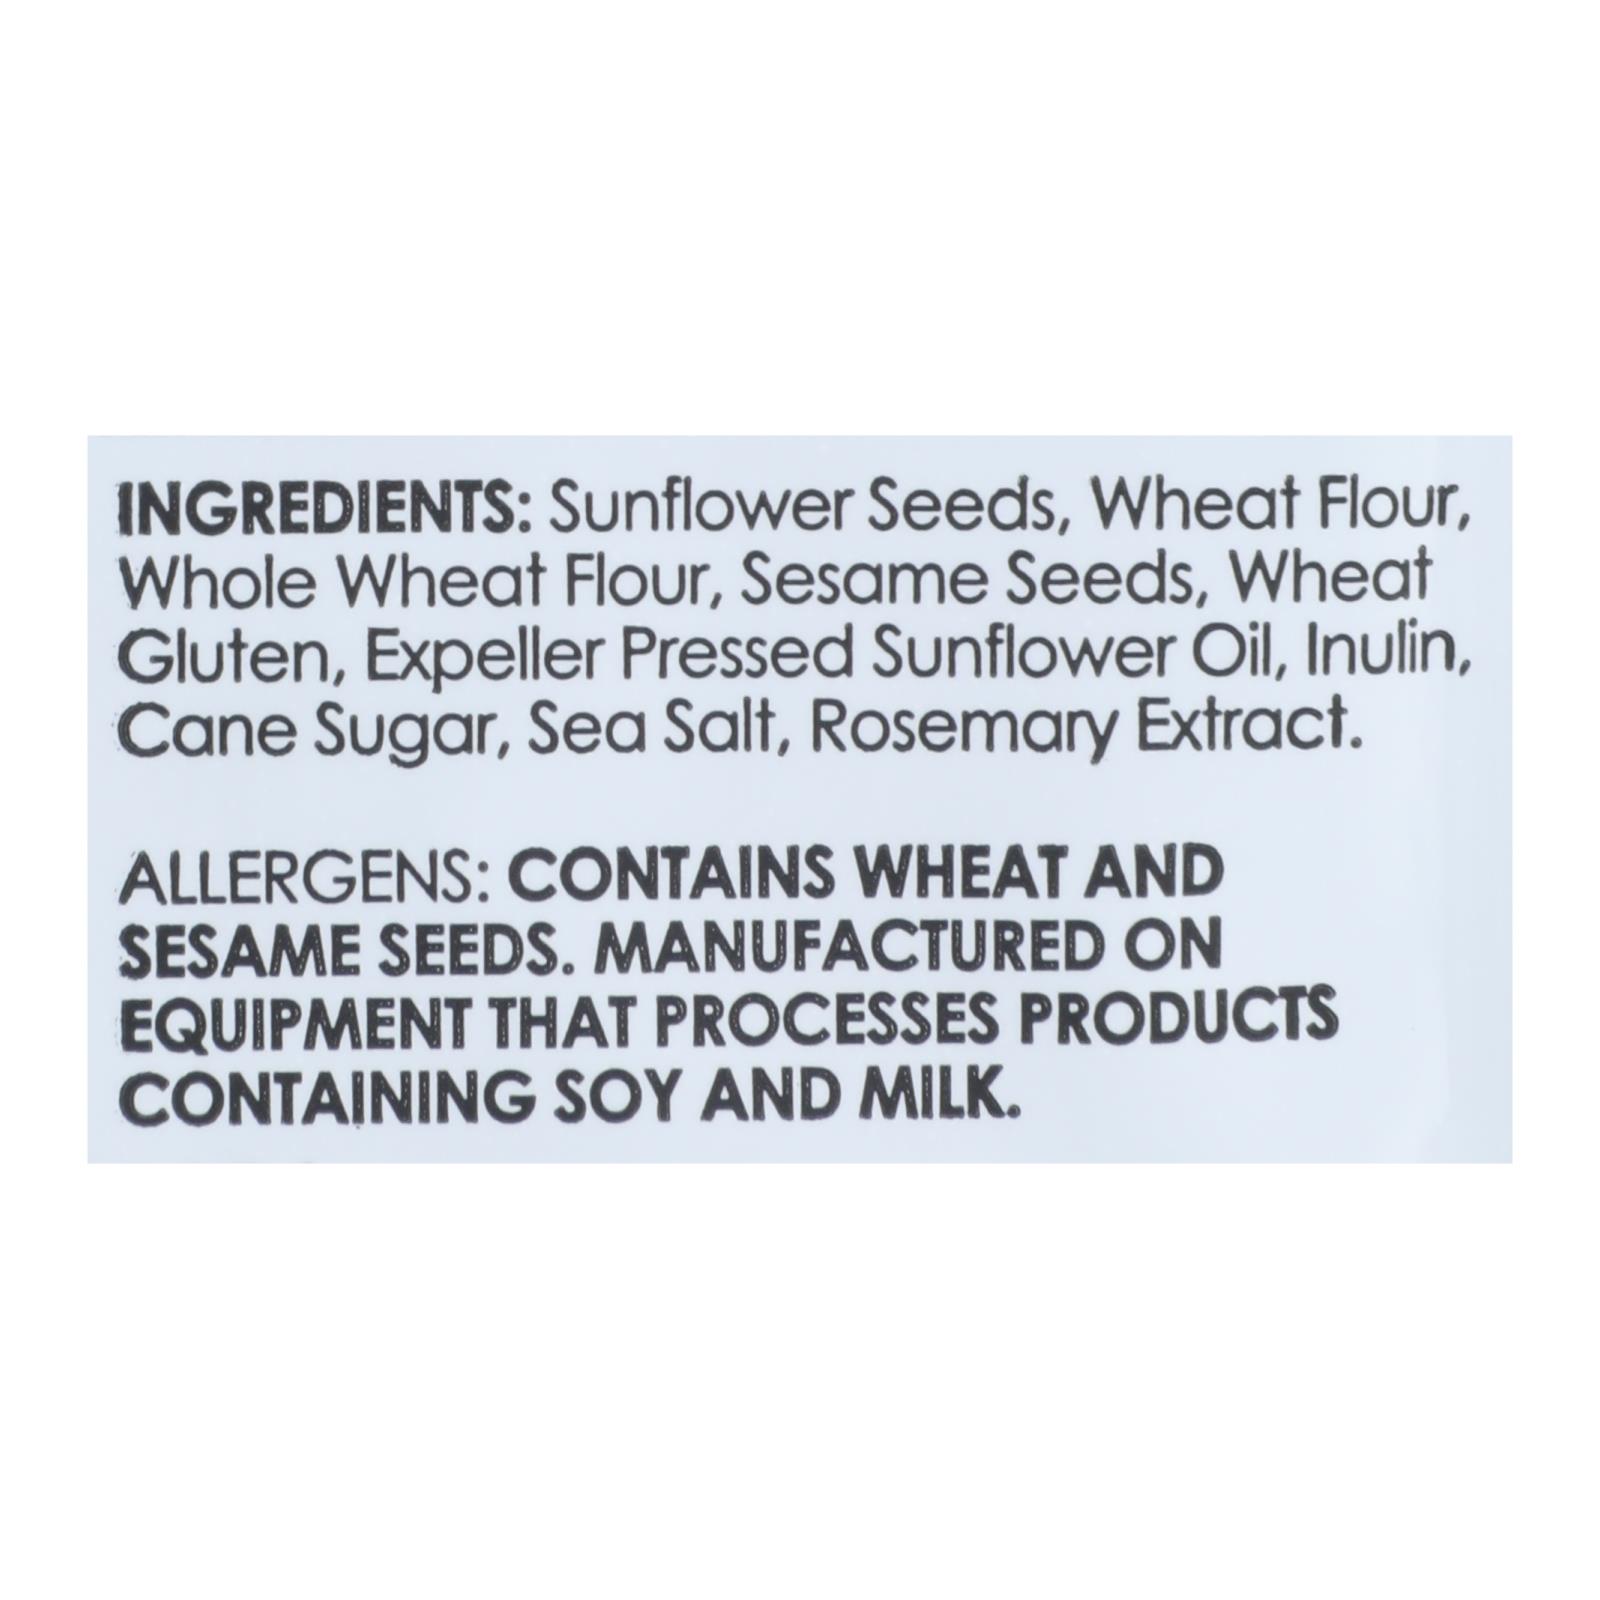 INGREDIENTS: Sunflower Seeds, Wheat Flour,
Whole Wheat Flour, Sesame Seeds, Wheat
Gluten, Expeller Pressed Sunflower Oil, Inulin,
Cane Sugar, Sea Salt, Rosemary Extract.
ALLERGENS: CONTAINS WHEAT AND
SESAME SEEDS. MANUFACTURED ON
EQUIPMENT THAT PROCESSES PRODUCTS
CONTAINING SOY AND MILK.